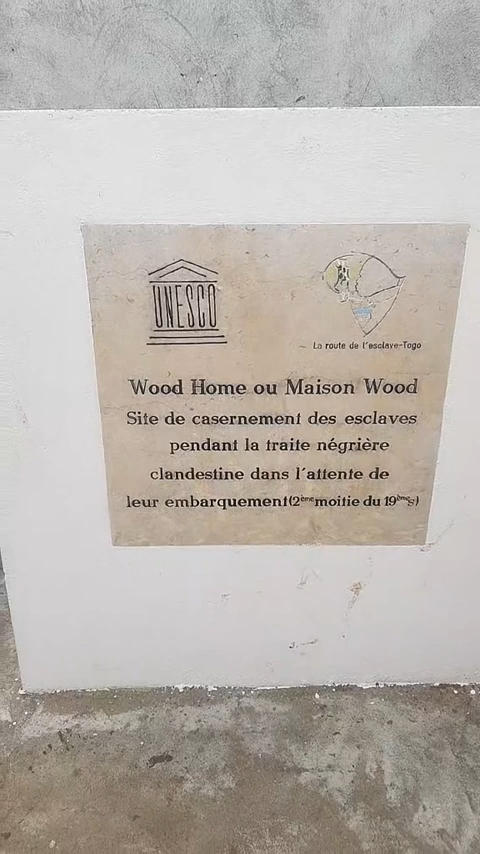 UNESCO
La route de l'esclave-Togo
Wood Home ou Maison Wood
Site de casernement des esclaves
pendant la traite négrière
clandestine dans l'attente de
leur embarquement(2ème moitie du 19èmes)